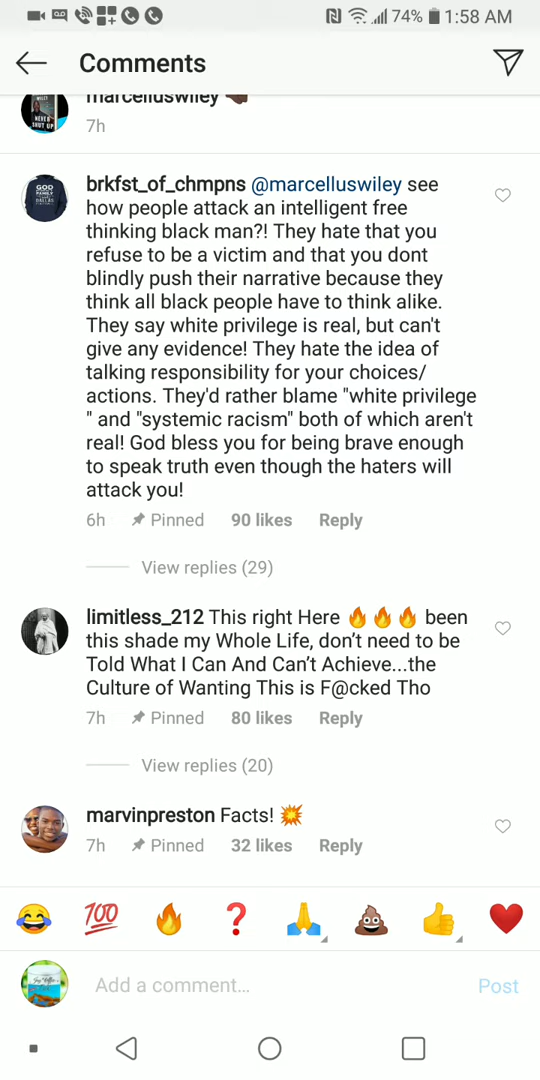 74% 1:58 AM
Comments
marcelluswiley
NEVER
SHUT UP
7h
GOD
FAMILY
DALLAS
brkfst_of_chmpns @marcelluswiley see
how people attack an intelligent free
thinking black man?! They hate that you
refuse to be a victim and that you dont
blindly push their narrative because they
think all black people have to think alike.
They say white privilege is real, but can't
give any evidence! They hate the idea of
talking responsibility for your choices/
actions. They'd rather blame "white privilege
" and "systemic racism" both of which aren't
real! God bless you for being brave enough
to speak truth even though the haters will
attack you!
6h Pinned 90 likes Reply
View replies (29)
limitless_212 This right Here 🔥🔥🔥 been
this shade my Whole Life, don’t need to be
Told What I Can And Can’t Achieve...the
Culture of Wanting This is F@cked Tho
7h Pinned 80 likes Reply
View replies (20)
marvinpreston Facts! 💥
7h Pinned 32 likes Reply
😂 💯 🔥 ❓ 🙏 💩 👍 ❤️
Add a comment... Post